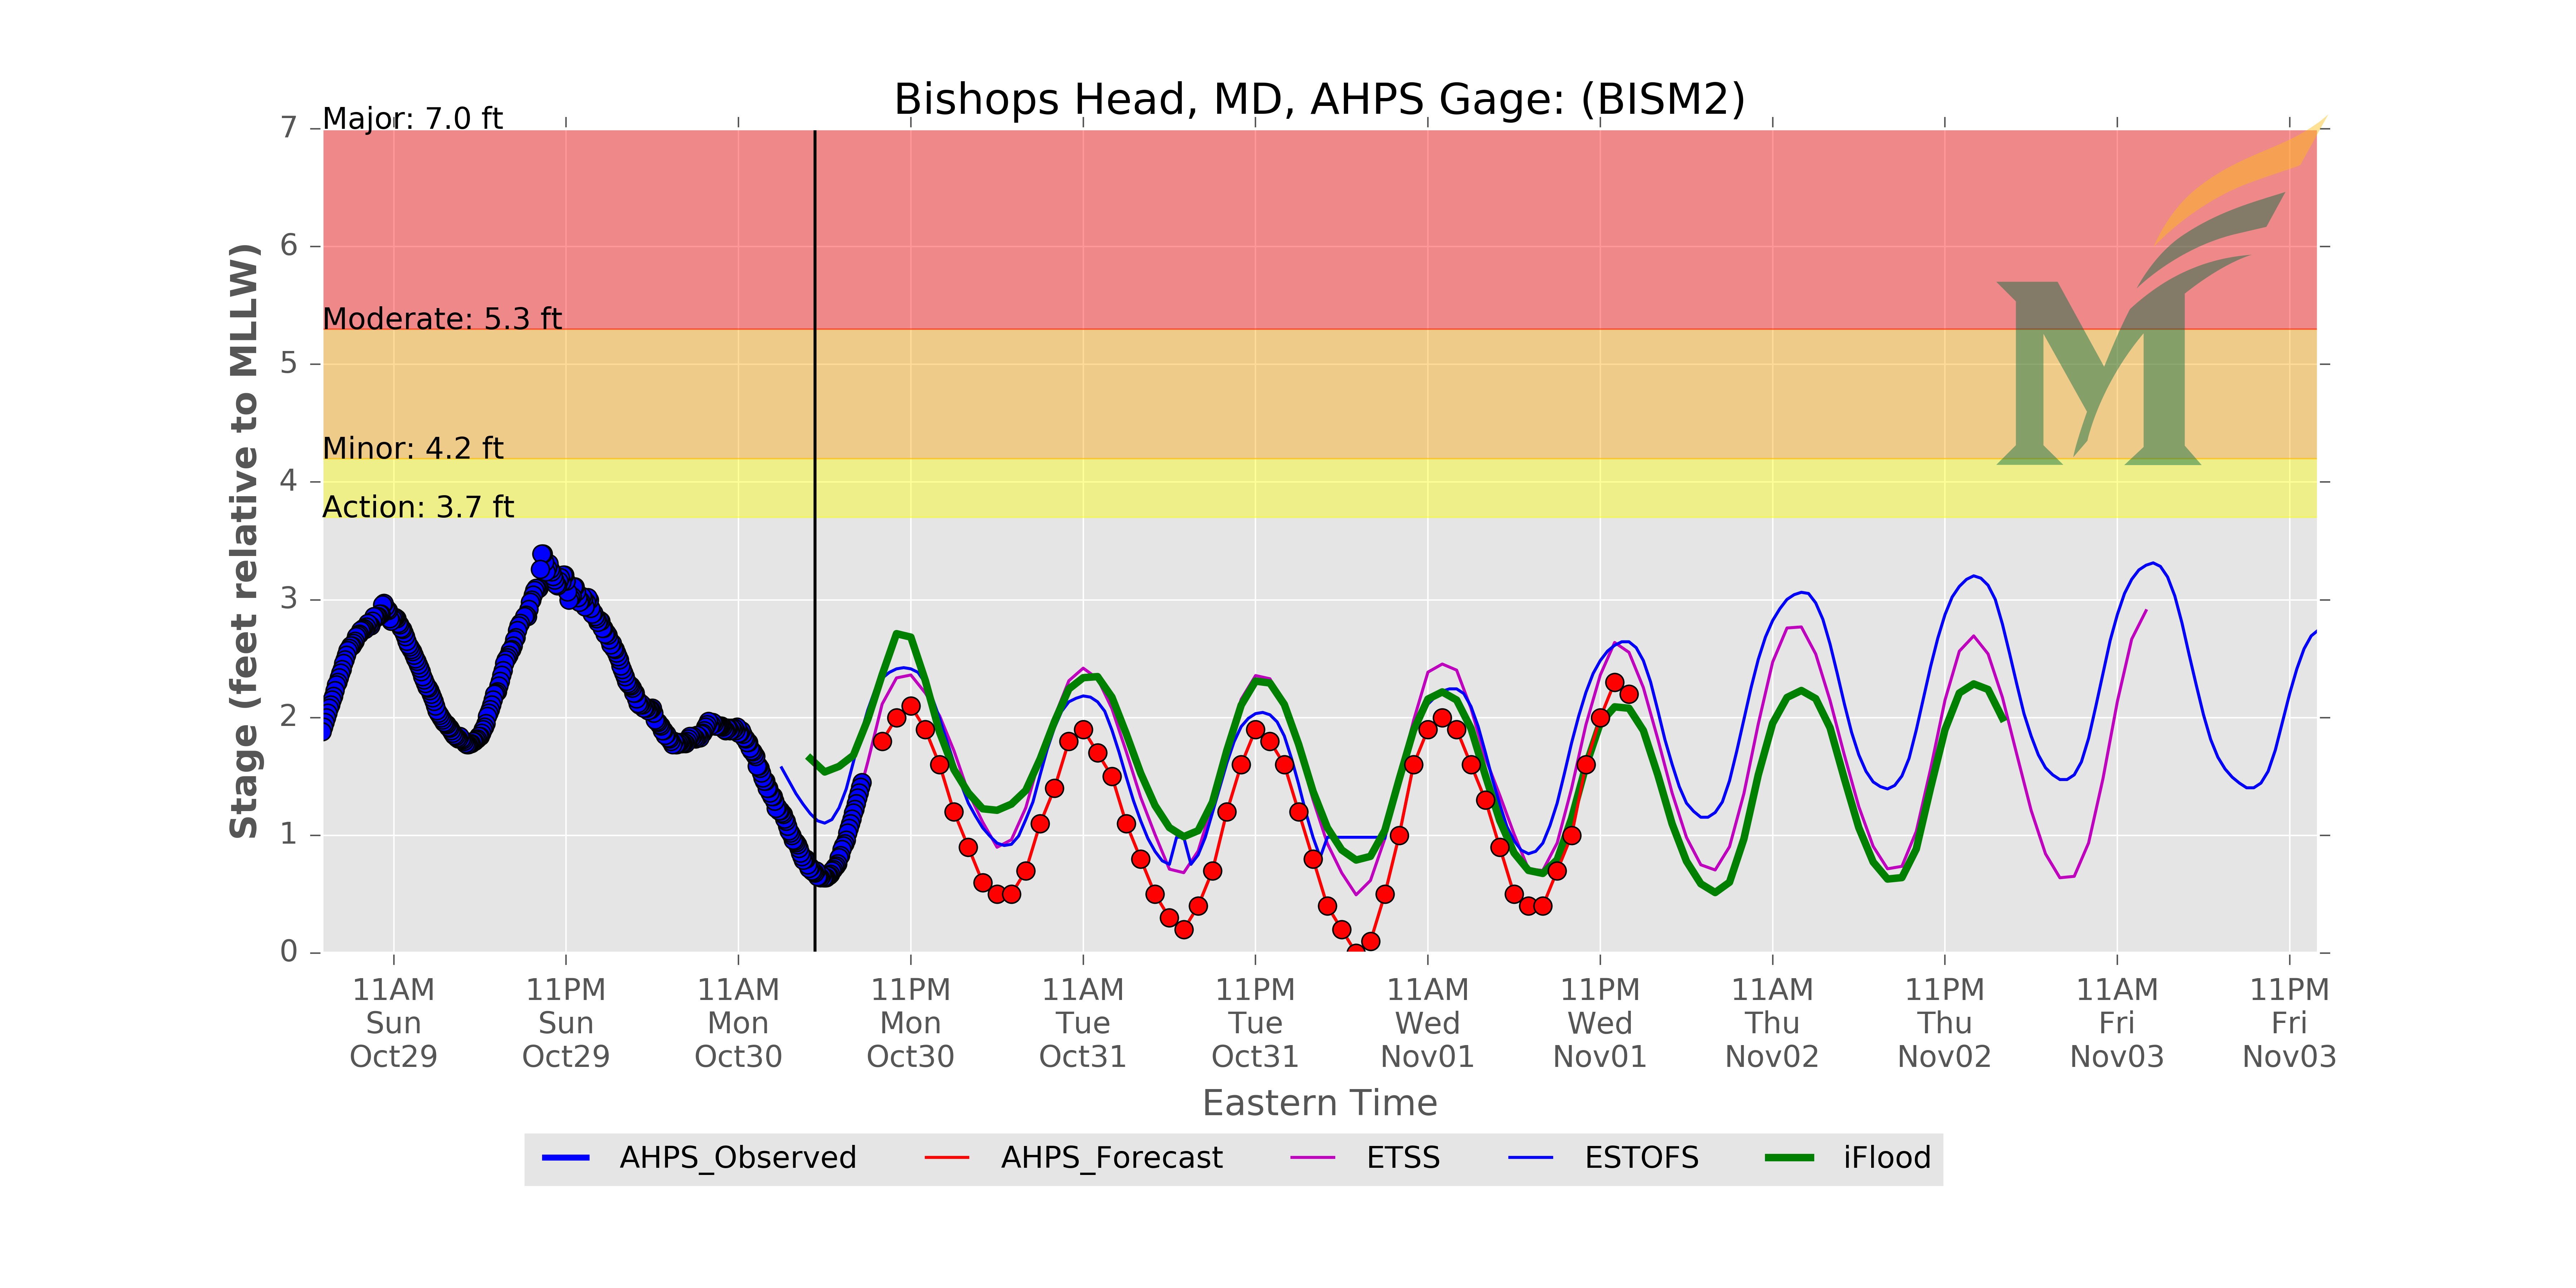 Bishops Head, MD, AHPS Gage: (BISM2)
Major: 7.0 ft
Moderate: 5.3 ft
Minor: 4.2 ft
Action: 3.7 ft
Stage (feet relative to MLLW)
7
6
5
4
3
2
1
0
11AM
Sun
Oct29
11PM
Sun
Oct29
11AM
Mon
Oct30
11PM
Mon
Oct30
11AM
Tue
Oct31
11PM
Tue
Oct31
11AM
Wed
Nov01
11PM
Wed
Nov01
11AM
Thu
Nov02
11PM
Thu
Nov02
11AM
Fri
Nov03
11PM
Fri
Nov03
Eastern Time
AHPS_Observed
AHPS_Forecast
ETSS
ESTOFS
iFlood
M